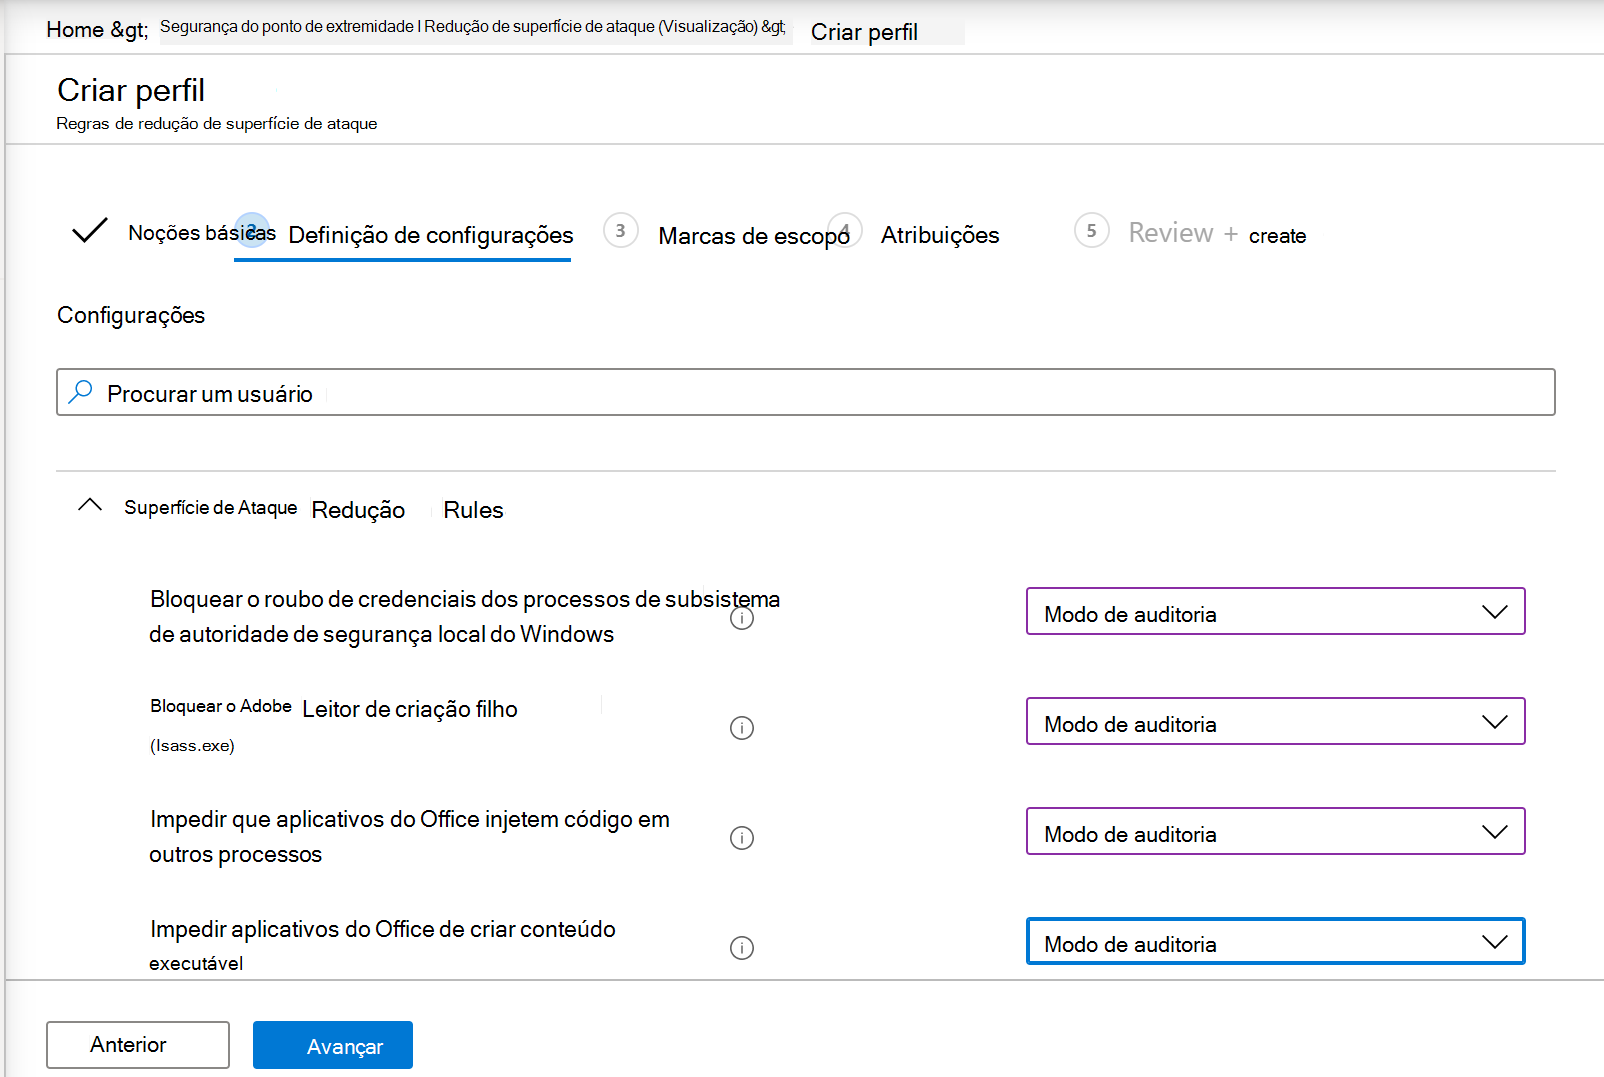 Home &gt; Segurança do ponto de extremidade I Redução de superfície de ataque (Visualização) &gt; Criar perfil
Criar perfil
Regras de redução de superfície de ataque
Noções básicas 2 Definição de configurações 3 Marcas de escopo 4 Atribuições 5 Review + create
Configurações
Procurar um usuário
Superfície de Ataque Redução Rules
Bloquear o roubo de credenciais dos processos de subsistema
de autoridade de segurança local do Windows
Modo de auditoria
Bloquear o Adobe Leitor de criação filho
(lsass.exe)
Modo de auditoria
Impedir que aplicativos do Office injetem código em
outros processos
Modo de auditoria
Impedir aplicativos do Office de criar conteúdo
executável
Modo de auditoria
Anterior Avançar